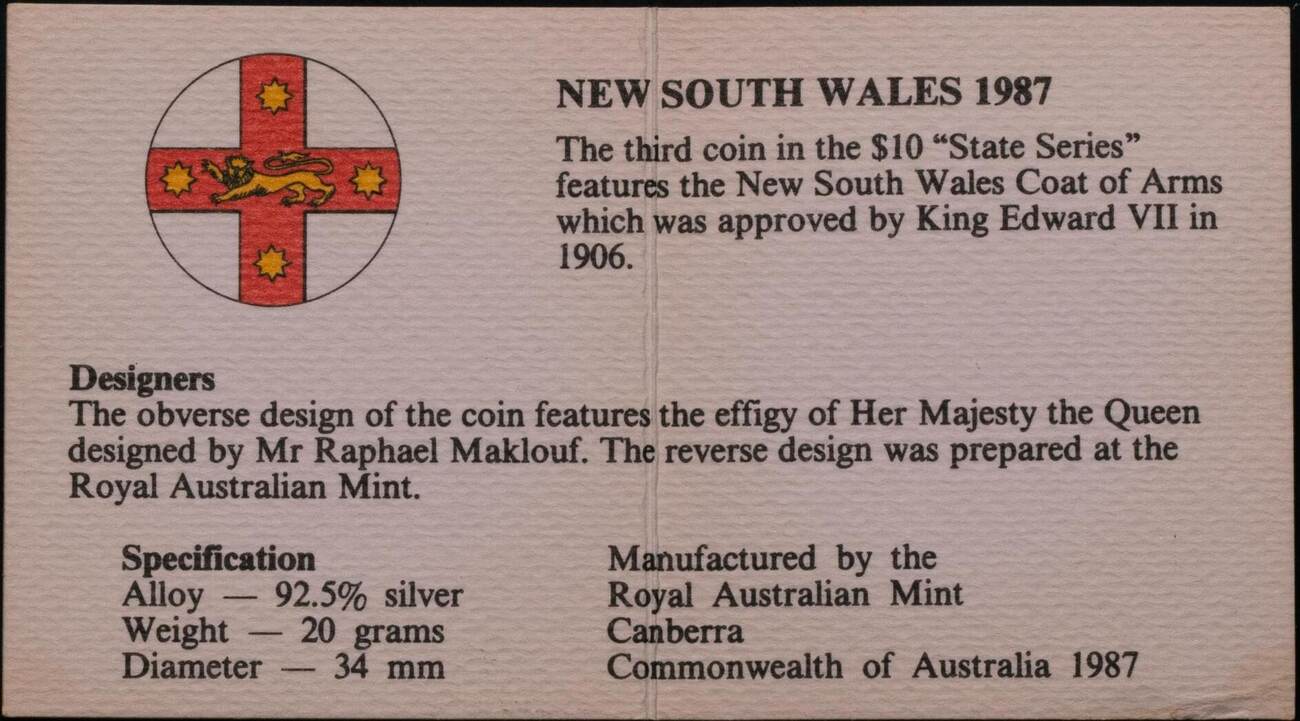 NEW SOUTH WALES 1987
The third coin in the $10 “State Series”
features the New South Wales Coat of Arms
which was approved by King Edward VII in
1906.
Designers
The obverse design of the coin features the effigy of Her Majesty the Queen
designed by Mr Raphael Maklouf. The reverse design was prepared at the
Royal Australian Mint.
Specification
Alloy — 92.5% silver
Weight — 20 grams
Diameter — 34 mm
Manufactured by the
Royal Australian Mint
Canberra
Commonwealth of Australia 1987